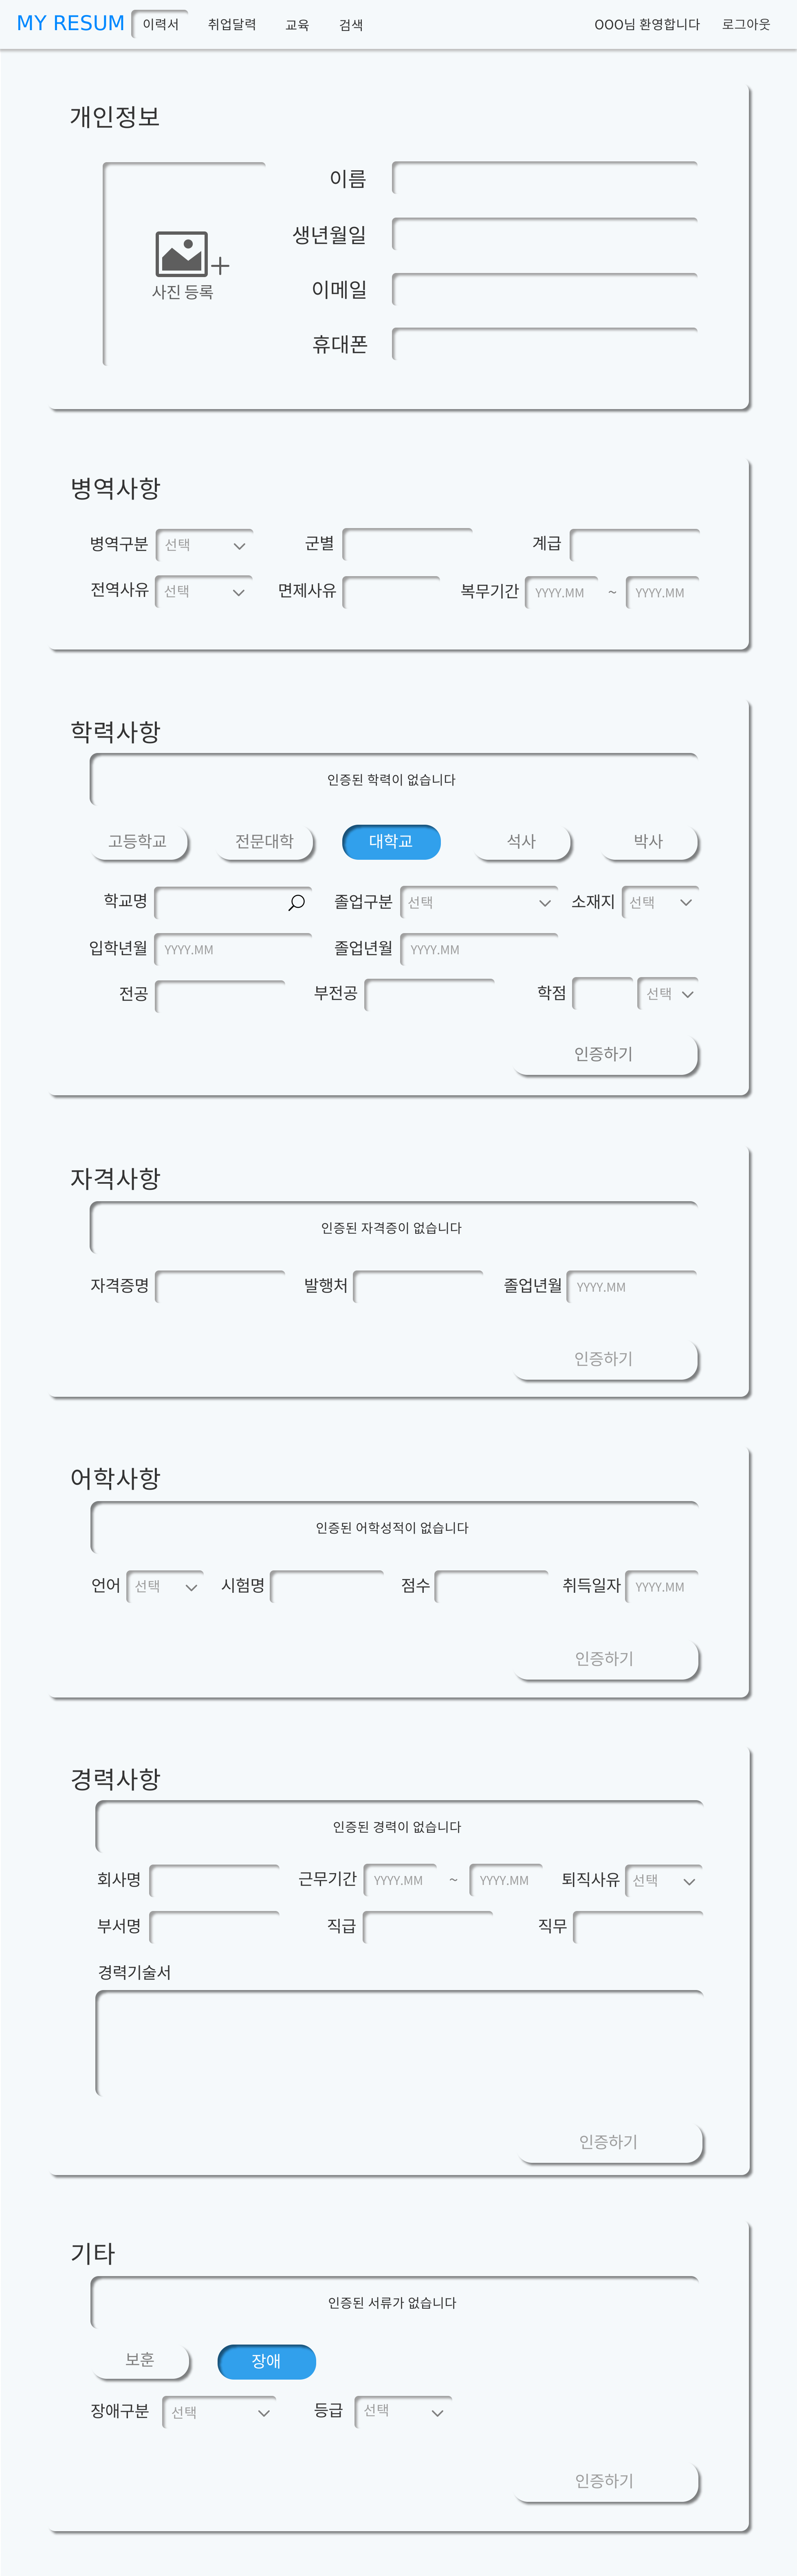 MY RESUM 이력서 취업달력 교육 검색 OOO님 환영합니다 로그아웃
개인정보
사진 등록
이름
생년월일
이메일
휴대폰
병역사항
병역구분 선택 군별 계급
전역사유 선택 면제사유 복무기간 YYYY.MM ~ YYYY.MM
학력사항
인증된 학력이 없습니다
고등학교 전문대학 대학교 석사 박사
학교명 졸업구분 선택 소재지 선택
입학년월 YYYY.MM 졸업년월 YYYY.MM
전공 부전공 학점 선택
인증하기
자격사항
인증된 자격증이 없습니다
자격증명 발행처 졸업년월 YYYY.MM
인증하기
어학사항
인증된 어학성적이 없습니다
언어 선택 시험명 점수 취득일자 YYYY.MM
인증하기
경력사항
인증된 경력이 없습니다
회사명 근무기간 YYYY.MM ~ YYYY.MM 퇴직사유 선택
부서명 직급 직무
경력기술서
인증하기
기타
인증된 서류가 없습니다
보훈 장애
장애구분 선택 등급 선택
인증하기